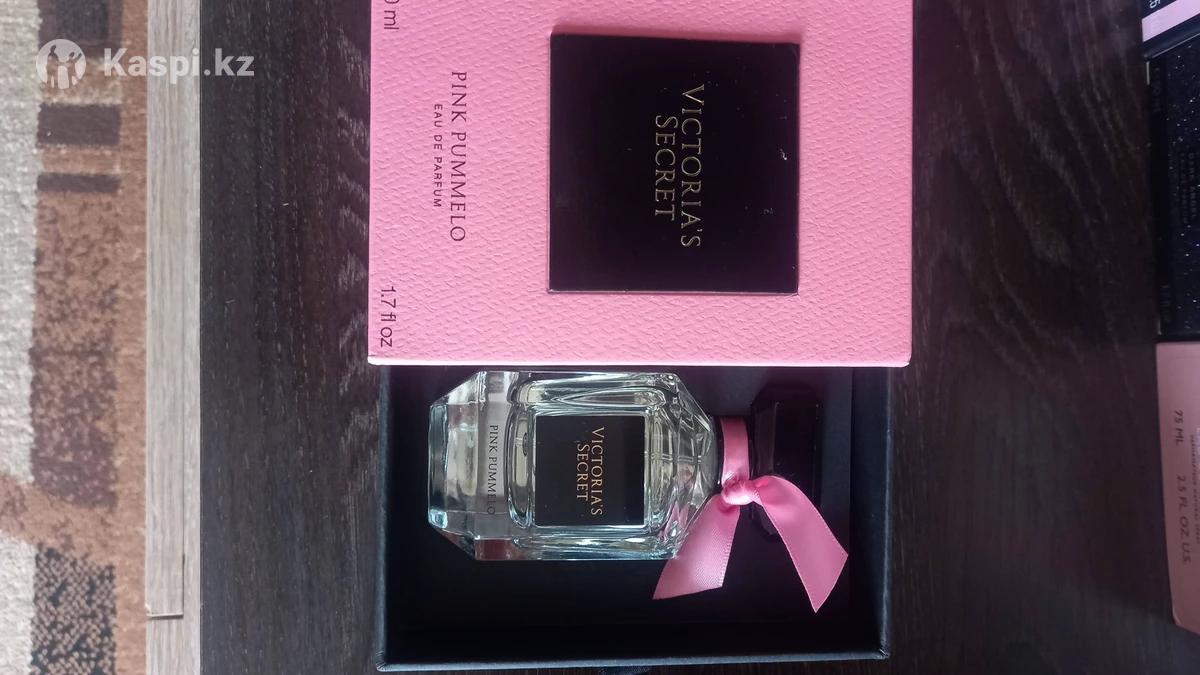 Kaspi.kz
VICTORIA'S
SECRET
PINK PUMMELO
EAU DE PARFUM
0 ml
1.7 fl oz
VICTORIA'S
SECRET
PINK PUMMELO
75 ML 2.5 FL. OZ. U.S.